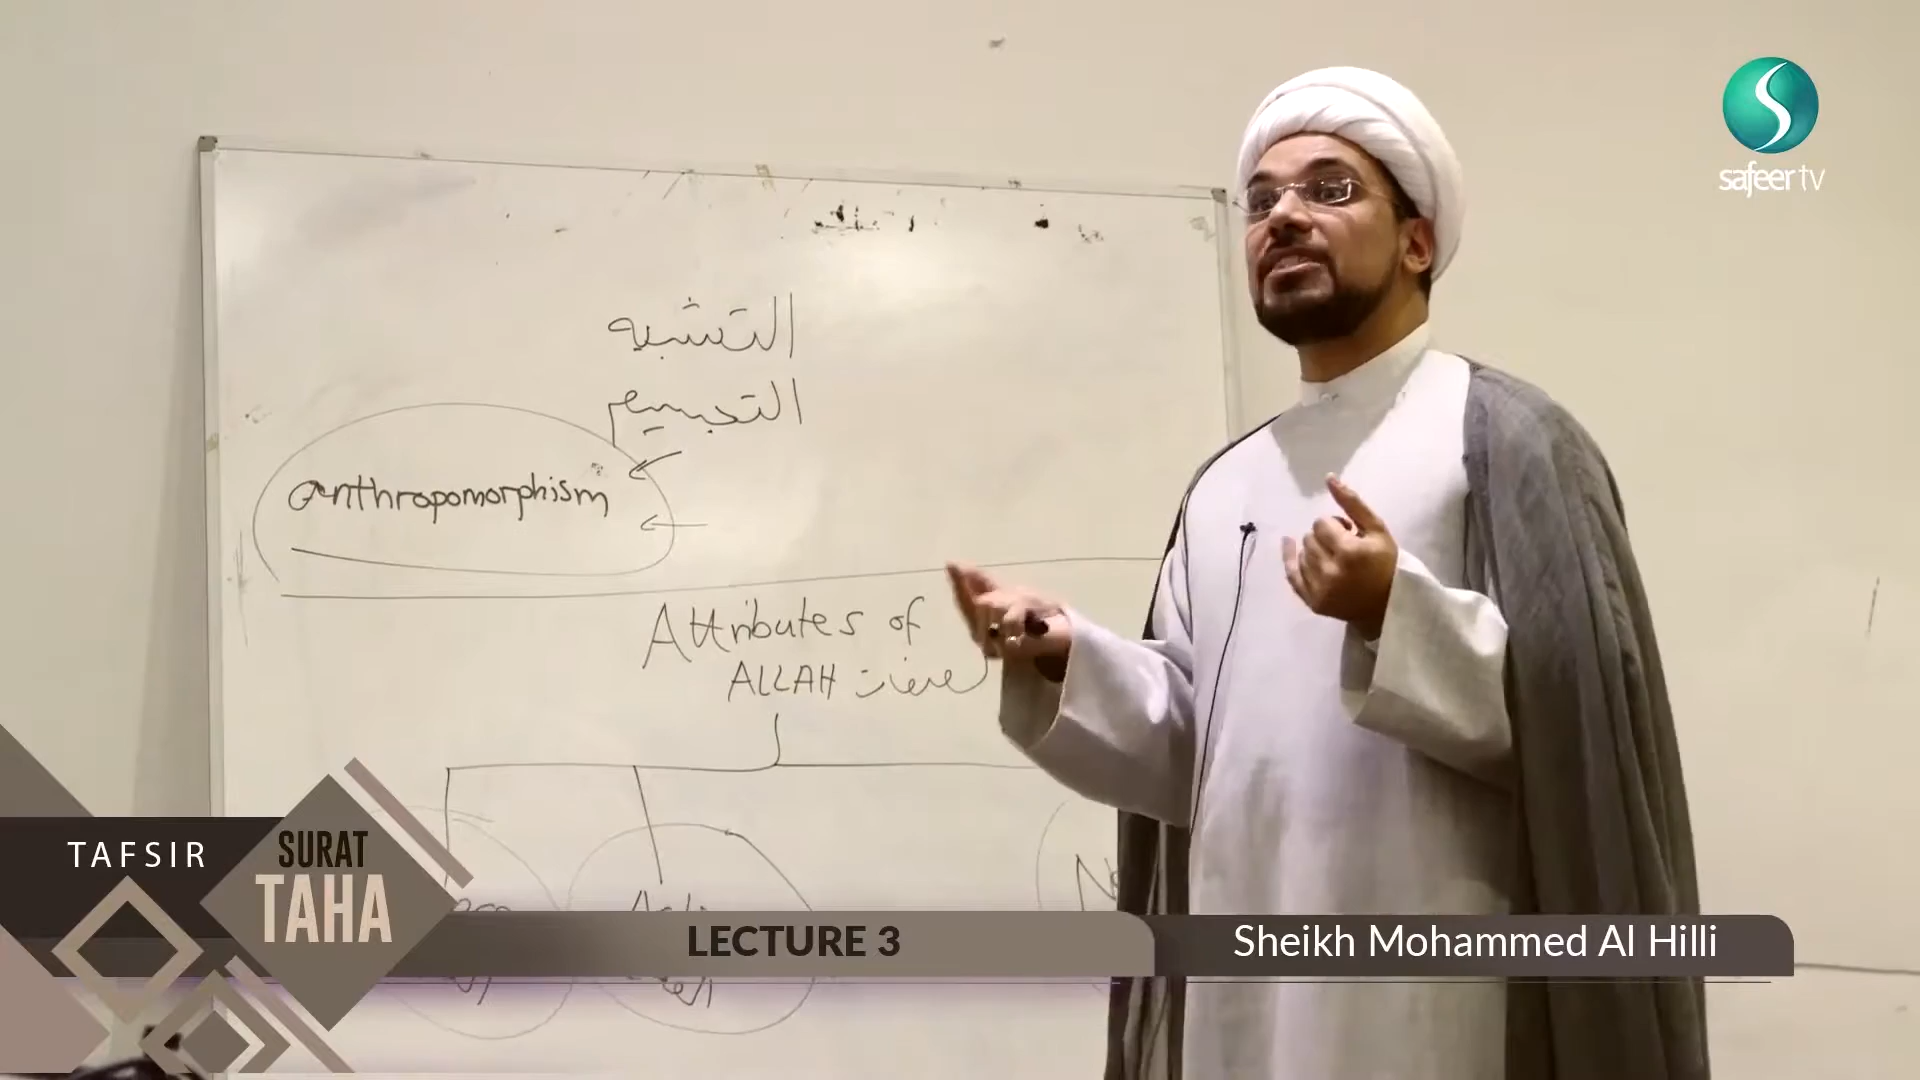 safeer tv
التشبيه
التجسيم
anthropomorphism
Attributes of
ALLAH صفات
TAFSIR
SURAT
TAHA
LECTURE 3
Sheikh Mohammed Al Hilli